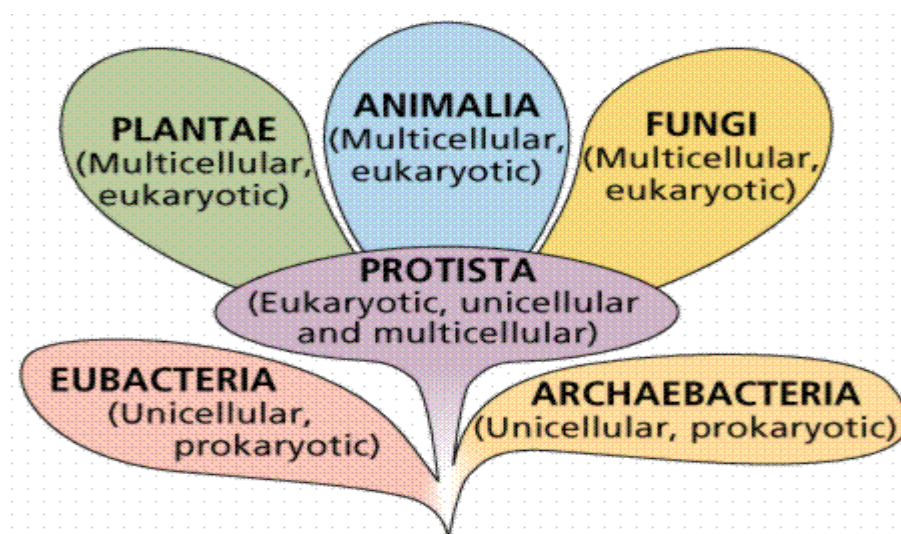 ANIMALIA
(Multicellular,
eukaryotic)
PLANTAE
(Multicellular,
eukaryotic)
FUNGI
(Multicellular,
eukaryotic)
PROTISTA
(Eukaryotic, unicellular
and multicellular)
EUBACTERIA
(Unicellular,
prokaryotic)
ARCHAEBACTERIA
(Unicellular, prokaryotic)